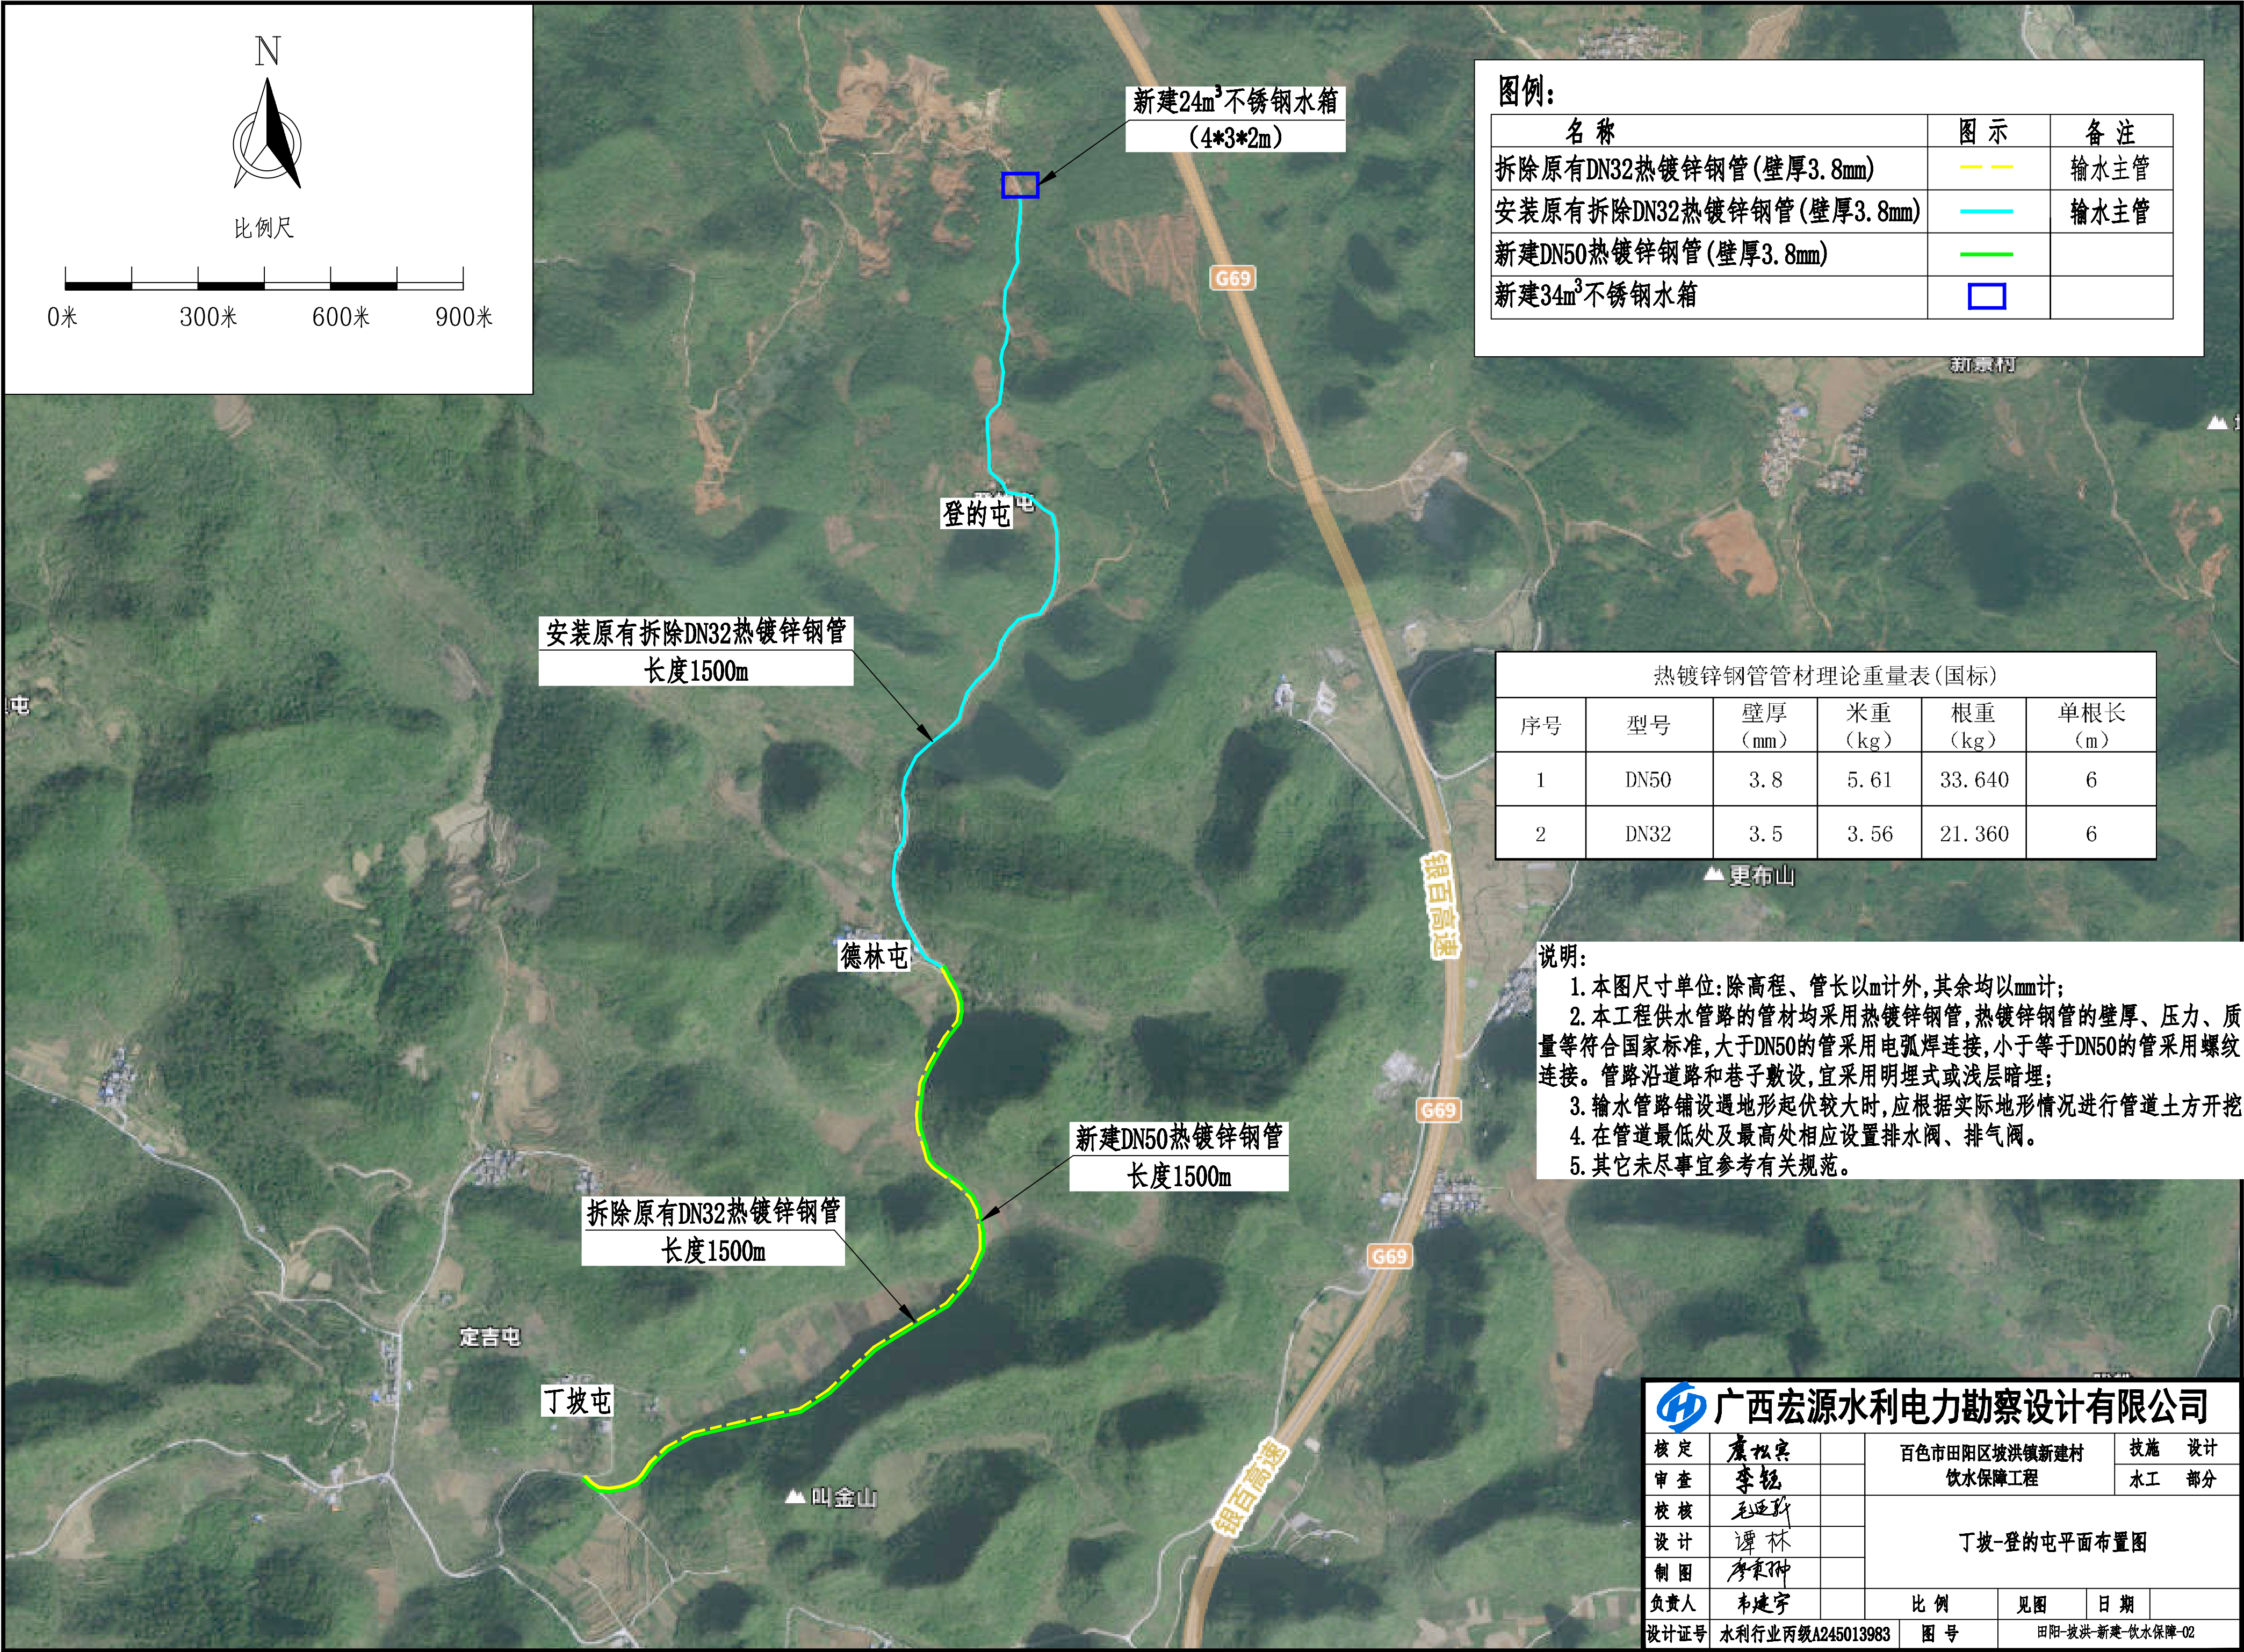 N
比例尺
0米 300米 600米 900米
新建24m³不锈钢水箱
(4*3*2m)
图例:
名 称 图 示 备 注
拆除原有DN32热镀锌钢管(壁厚3.8mm) 输水主管
安装原有拆除DN32热镀锌钢管(壁厚3.8mm) 输水主管
新建DN50热镀锌钢管(壁厚3.8mm)
新建34m³不锈钢水箱
G69
登的屯
安装原有拆除DN32热镀锌钢管
长度1500m
热镀锌钢管管材理论重量表(国标)
序号 型号 壁厚(mm) 米重(kg) 根重(kg) 单根长(m)
1 DN50 3.8 5.61 33.640 6
2 DN32 3.5 3.56 21.360 6
银百高速
更布山
德林屯
说明:
1.本图尺寸单位:除高程、管长以m计外,其余均以mm计;
2.本工程供水管路的管材均采用热镀锌钢管,热镀锌钢管的壁厚、压力、质
量等符合国家标准,大于DN50的管采用电弧焊连接,小于等于DN50的管采用螺纹
连接。管路沿道路和巷子敷设,宜采用明埋式或浅层暗埋;
3.输水管路铺设遇地形起伏较大时,应根据实际地形情况进行管道土方开挖
4.在管道最低处及最高处相应设置排水阀、排气阀。
5.其它未尽事宜参考有关规范。
G69
新建DN50热镀锌钢管
长度1500m
拆除原有DN32热镀锌钢管
长度1500m
G69
定吉屯
丁坡屯
叫金山
银百高速
广西宏源水利电力勘察设计有限公司
核 定 百色市田阳区坡洪镇新建村 技施 设计
审 查 李钰 饮水保障工程 水工 部分
校 核
设 计 谭林 丁坡-登的屯平面布置图
制 图
负责人 韦建宇 比 例 见图 日 期
设计证号 水利行业丙级A245013983 图 号 田阳-坡洪-新建-饮水保障-02